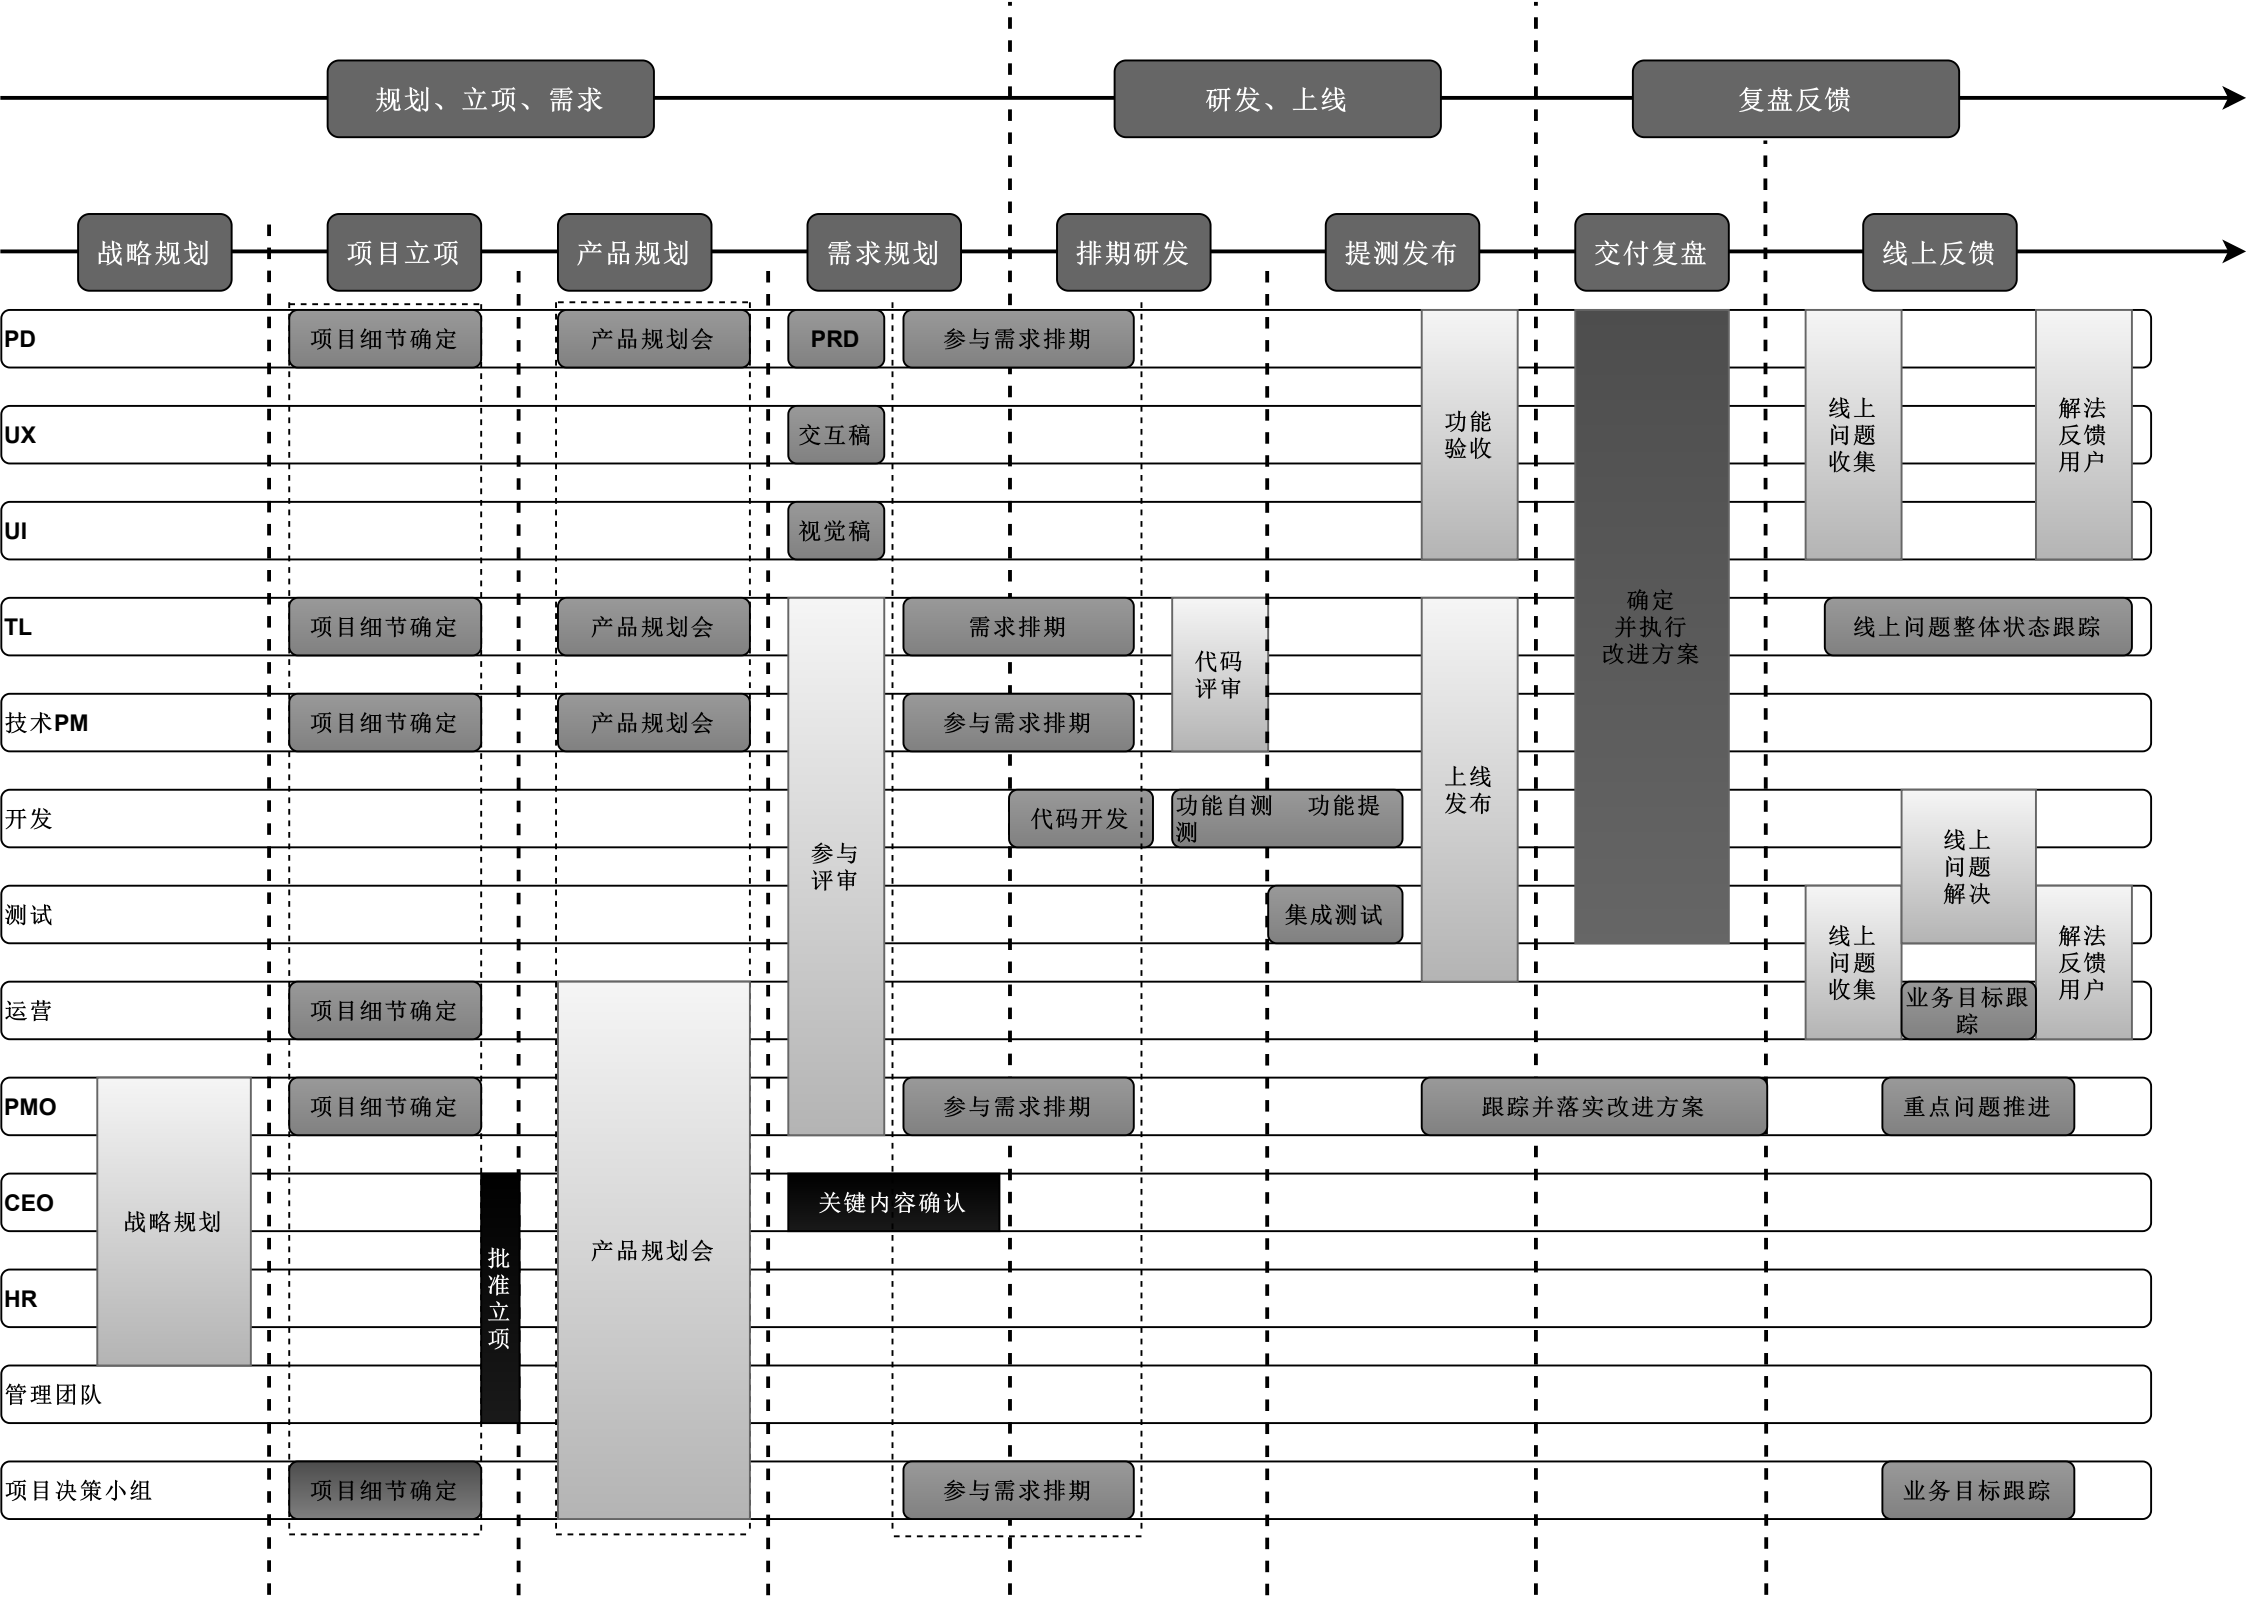 规划、立项、需求
研发、上线
复盘反馈
战略规划
项目立项
产品规划
需求规划
排期研发
提测发布
交付复盘
线上反馈
PD
项目细节确定
产品规划会
PRD
参与需求排期
功能
验收
线上
问题
收集
解法
反馈
用户
UX
交互稿
UI
视觉稿
确定
并执行
改进方案
TL
项目细节确定
产品规划会
需求排期
代码
评审
线上问题整体状态跟踪
技术PM
项目细节确定
产品规划会
参与需求排期
上线
发布
开发
代码开发
功能自测 功能提
测
线上
问题
解决
参与
评审
测试
集成测试
线上
问题
收集
解法
反馈
用户
运营
项目细节确定
业务目标跟
踪
PMO
项目细节确定
参与需求排期
跟踪并落实改进方案
重点问题推进
CEO
战略规划
关键内容确认
产品规划会
批
准
立
项
HR
管理团队
项目决策小组
项目细节确定
参与需求排期
业务目标跟踪